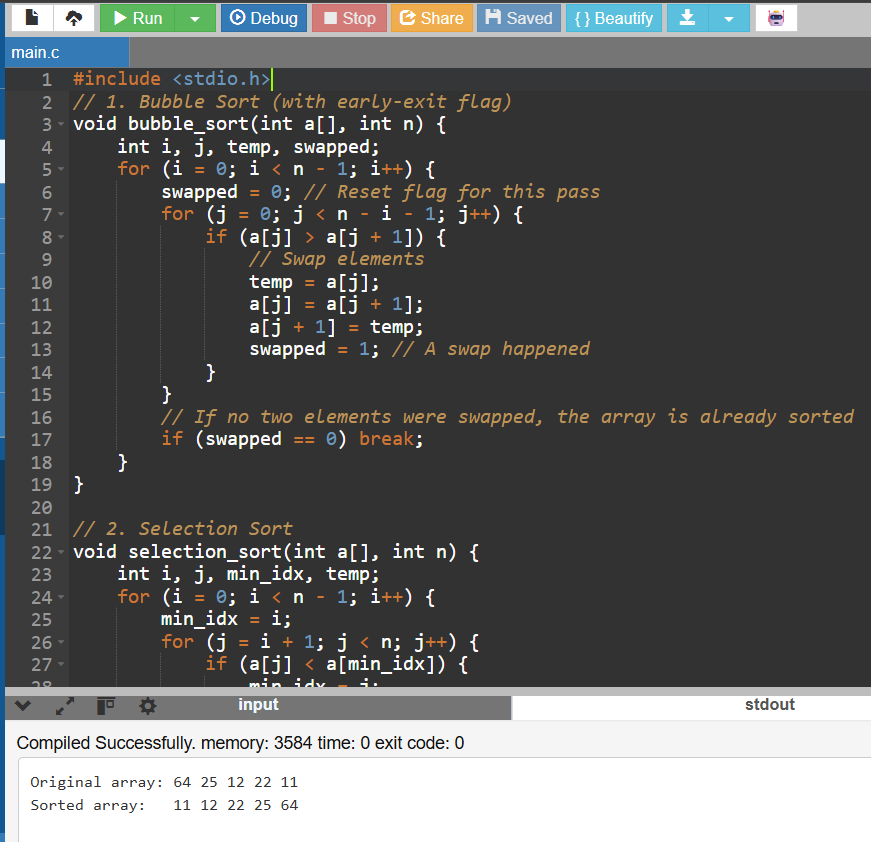 Run Debug Stop Share Saved { } Beautify
main.c
1 #include <stdio.h>
2 // 1. Bubble Sort (with early-exit flag)
3 void bubble_sort(int a[], int n) {
4     int i, j, temp, swapped;
5     for (i = 0; i < n - 1; i++) {
6         swapped = 0; // Reset flag for this pass
7         for (j = 0; j < n - i - 1; j++) {
8             if (a[j] > a[j + 1]) {
9                 // Swap elements
10                 temp = a[j];
11                 a[j] = a[j + 1];
12                 a[j + 1] = temp;
13                 swapped = 1; // A swap happened
14             }
15         }
16         // If no two elements were swapped, the array is already sorted
17         if (swapped == 0) break;
18     }
19 }
20
21 // 2. Selection Sort
22 void selection_sort(int a[], int n) {
23     int i, j, min_idx, temp;
24     for (i = 0; i < n - 1; i++) {
25         min_idx = i;
26         for (j = i + 1; j < n; j++) {
27             if (a[j] < a[min_idx]) {
28                 min_idx = j;
input stdout
Compiled Successfully. memory: 3584 time: 0 exit code: 0
Original array: 64 25 12 22 11
Sorted array:   11 12 22 25 64